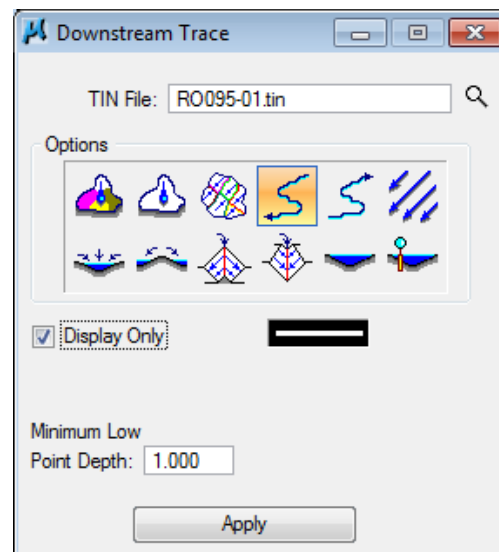 Downstream Trace
TIN File: RO095-01.tin
Options
Display Only
Minimum Low
Point Depth: 1.000
Apply